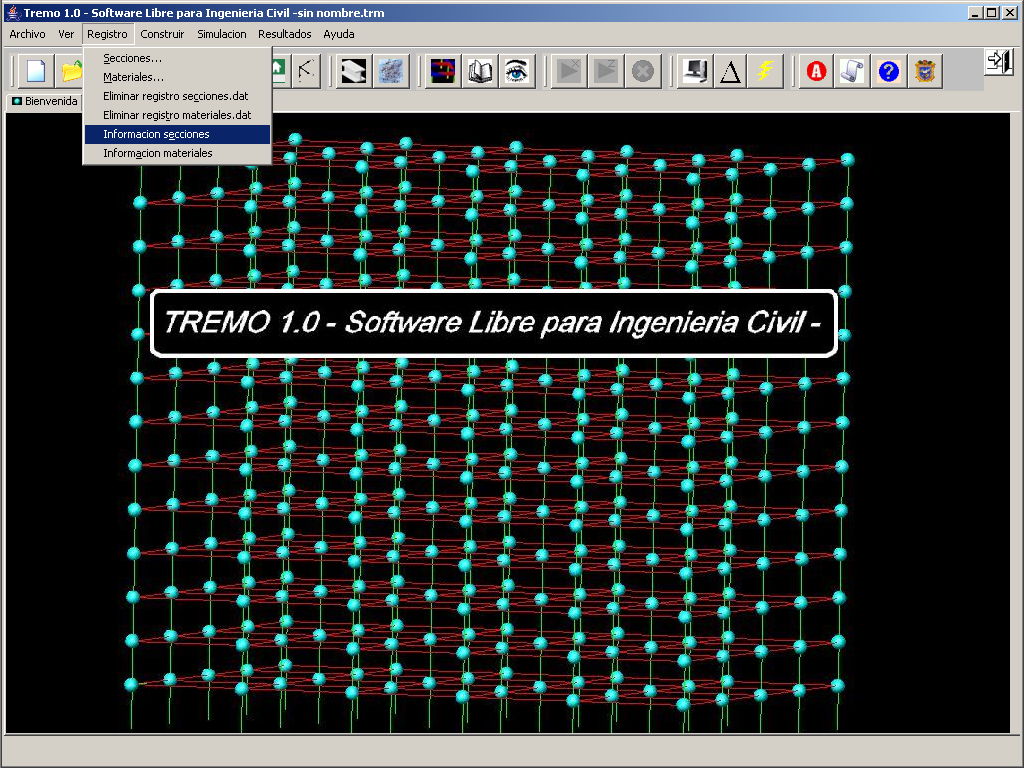 Tremo 1.0 - Software Libre para Ingenieria Civil -sin nombre.trm
Archivo Ver Registro Construir Simulacion Resultados Ayuda
Secciones...
Materiales...
Eliminar registro secciones.dat
Eliminar registro materiales.dat
Informacion secciones
Informacion materiales
Bienvenida
TREMO 1.0 - Software Libre para Ingenieria Civil -